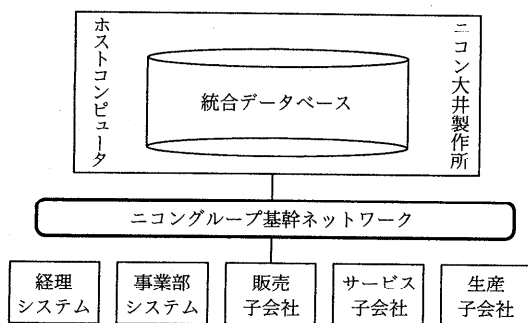 ホストコンピュータ
統合データベース
ニコン大井製作所
ニコングループ基幹ネットワーク
経理
システム
事業部
システム
販売
子会社
サービス
子会社
生産
子会社